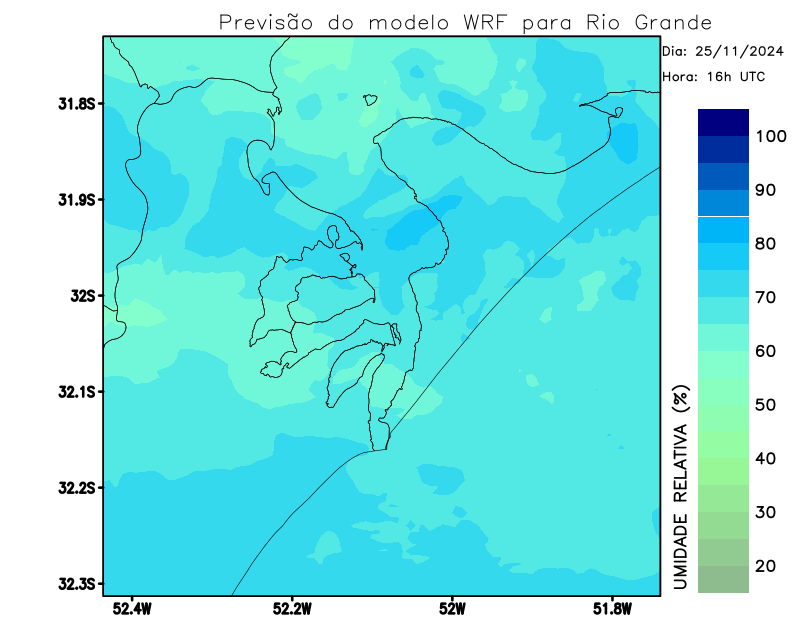 Previsão do modelo WRF para Rio Grande
Dia: 25/11/2024
Hora: 16h UTC
31.8S
31.9S
32S
32.1S
32.2S
32.3S
52.4W
52.2W
52W
51.8W
100
90
80
70
60
50
40
30
20
UMIDADE RELATIVA (%)